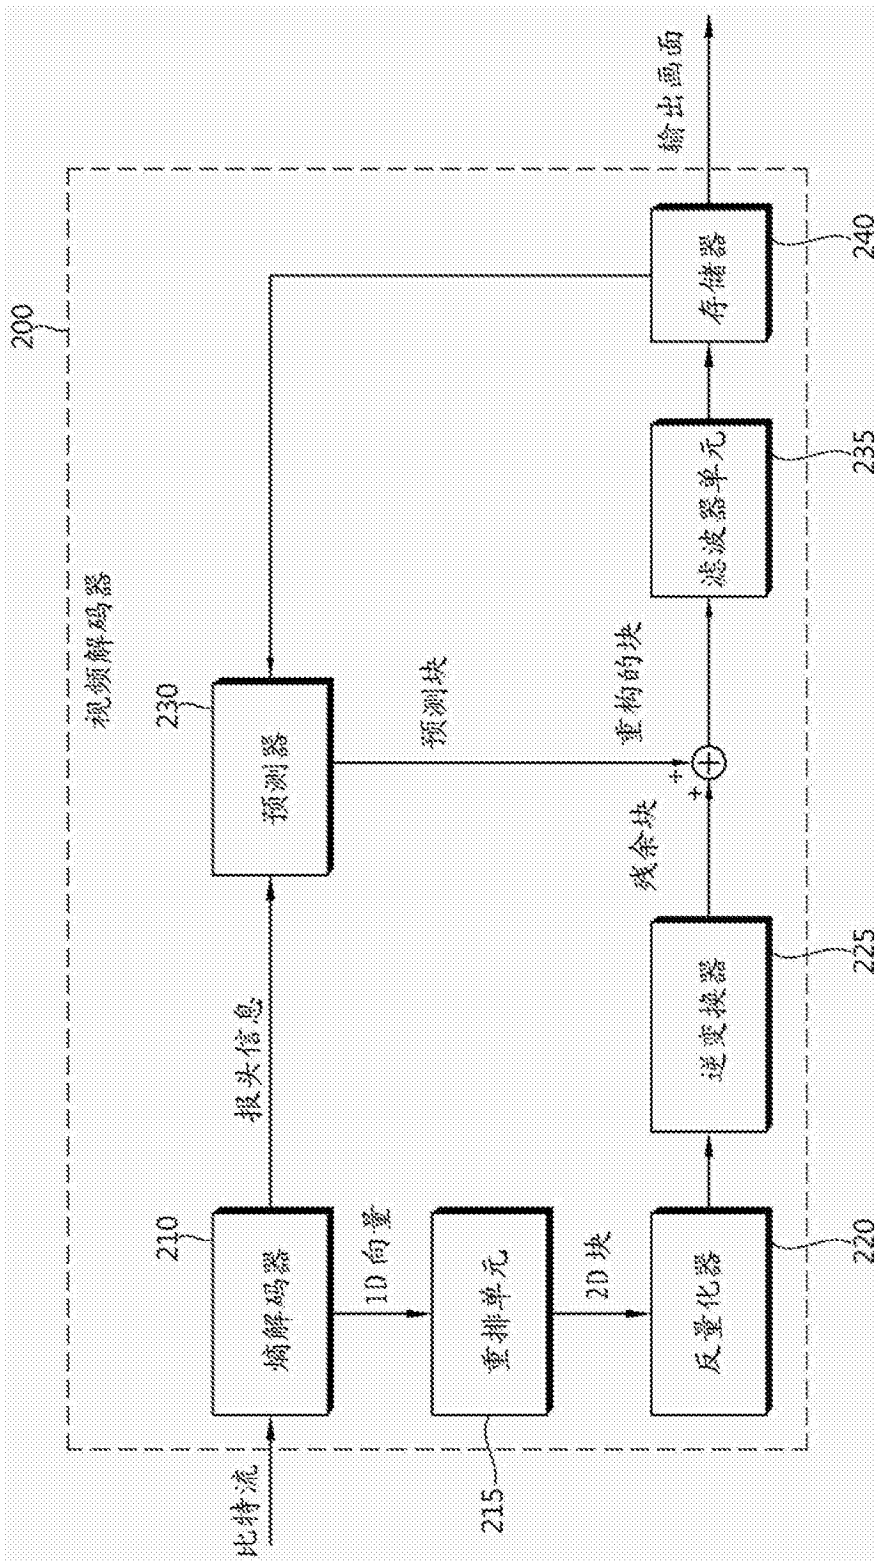 200
视频解码器
比特流
210
熵解码器
报头信息
230
预测器
1D 向量
215
重排单元
预测块
2D 块
反量化器
220
逆变换器
225
残余块
+
+
重构的块
滤波器单元
235
存储器
240
输出画面